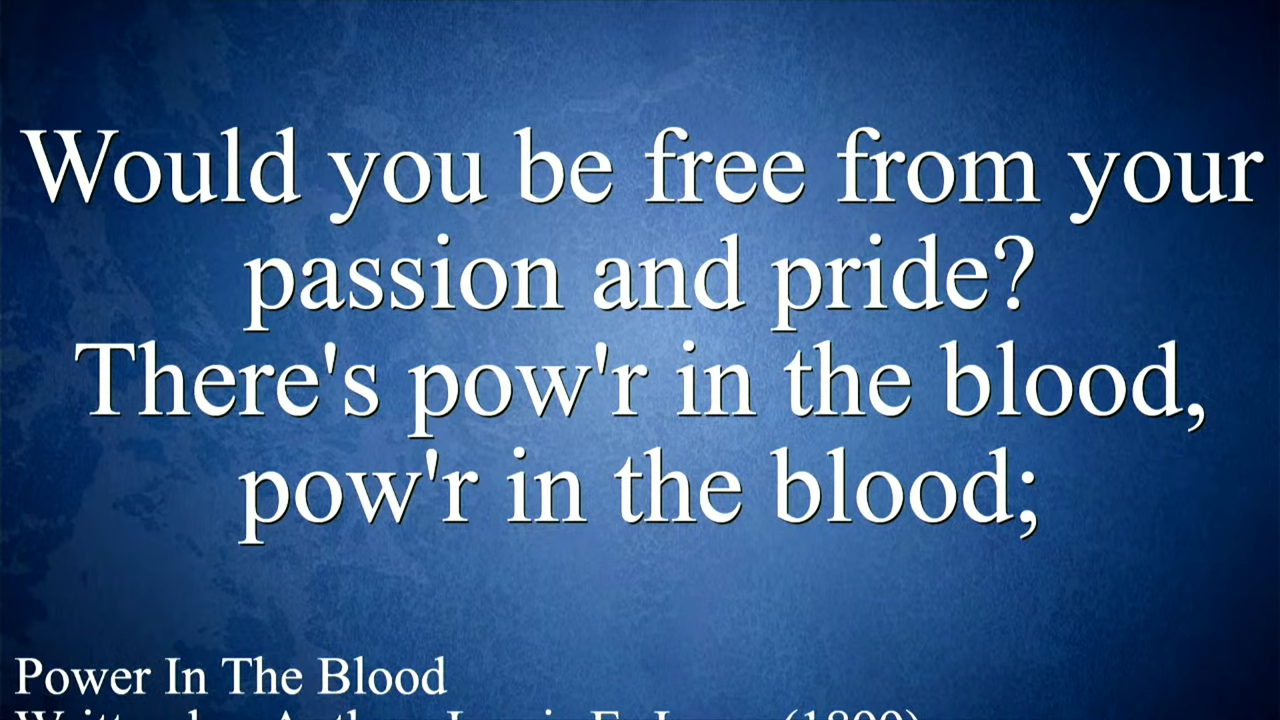 Would you be free from your
passion and pride?
There's pow'r in the blood,
pow'r in the blood;
Power In The Blood